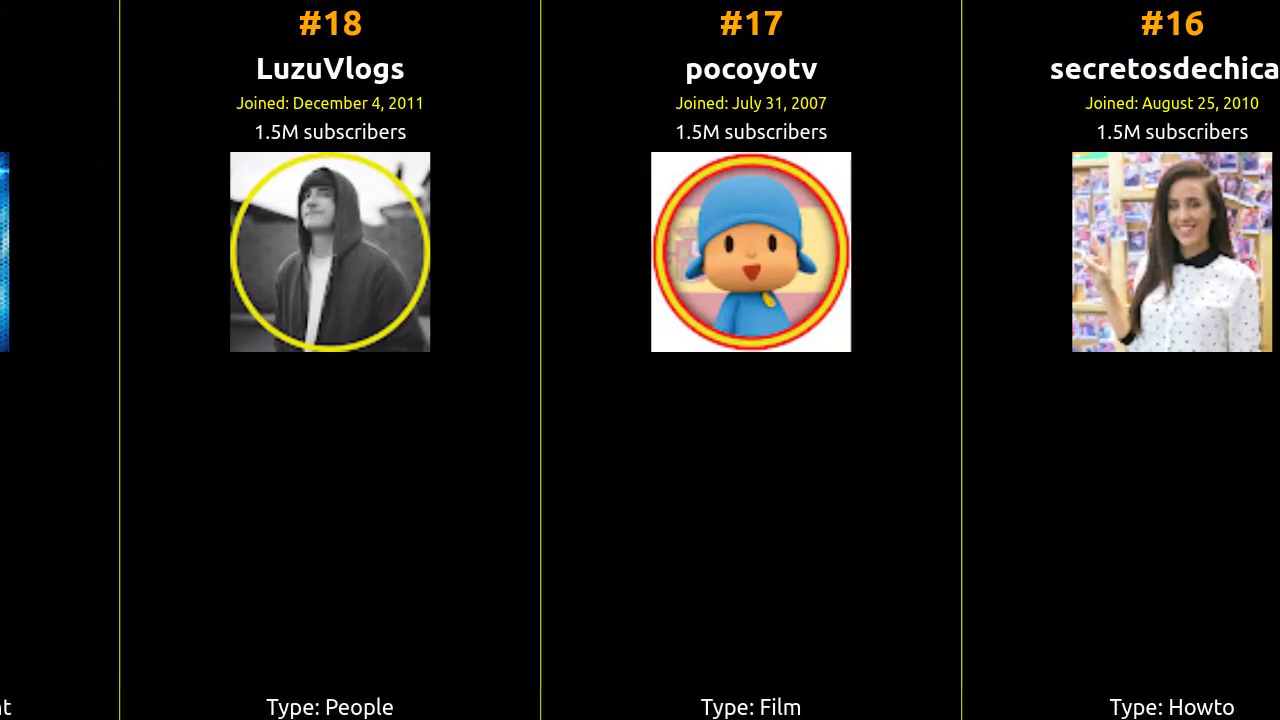 #18
LuzuVlogs
Joined: December 4, 2011
1.5M subscribers
Type: People
#17
pocoyotv
Joined: July 31, 2007
1.5M subscribers
Type: Film
#16
secretosdechica
Joined: August 25, 2010
1.5M subscribers
Type: Howto